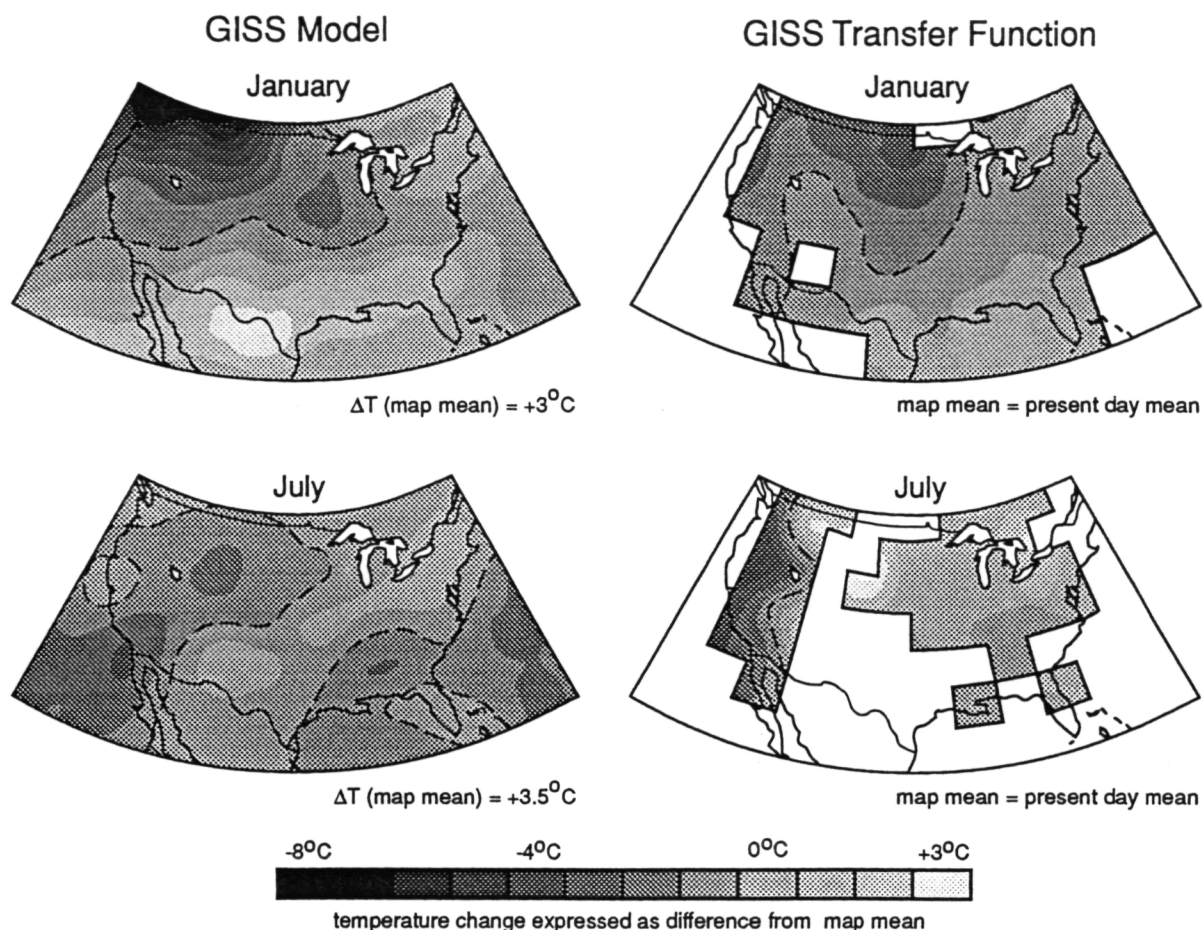 GISS Model
GISS Transfer Function
January
January
ΔT (map mean) = +3°C
map mean = present day mean
July
July
ΔT (map mean) = +3.5°C
map mean = present day mean
-8°C -4°C 0°C +3°C
temperature change expressed as difference from map mean